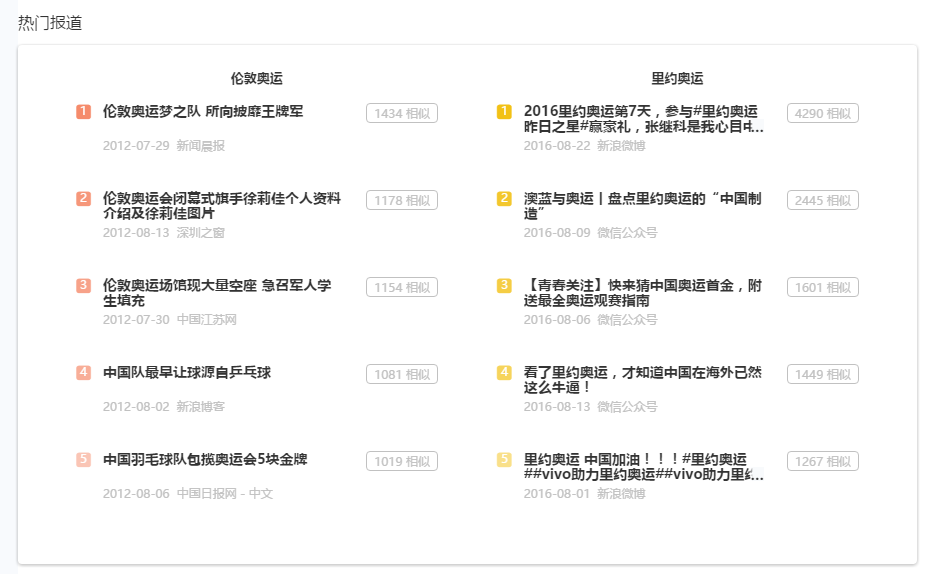 热门报道
伦敦奥运
1 伦敦奥运梦之队 所向披靡王牌军 1434 相似
2012-07-29 新闻晨报
2 伦敦奥运会闭幕式旗手徐莉佳个人资料 1178 相似
介绍及徐莉佳图片
2012-08-13 深圳之窗
3 伦敦奥运场馆现大量空座 急召军人学 1154 相似
生填充
2012-07-30 中国江苏网
4 中国队最早让球源自乒乓球 1081 相似
2012-08-02 新浪博客
5 中国羽毛球队包揽奥运会5块金牌 1019 相似
2012-08-06 中国日报网 - 中文
里约奥运
1 2016里约奥运第7天，参与#里约奥运 4290 相似
昨日之星#赢豪礼，张继科是我心目中...
2016-08-22 新浪微博
2 澳蓝与奥运丨盘点里约奥运的“中国制 2445 相似
造”
2016-08-09 微信公众号
3 【青春关注】快来猜中国奥运首金，附 1601 相似
送最全奥运观赛指南
2016-08-06 微信公众号
4 看了里约奥运，才知道中国在海外已然 1449 相似
这么牛逼！
2016-08-13 微信公众号
5 里约奥运 中国加油！！！#里约奥运 1267 相似
##vivo助力里约奥运##vivo助力里约...
2016-08-01 新浪微博